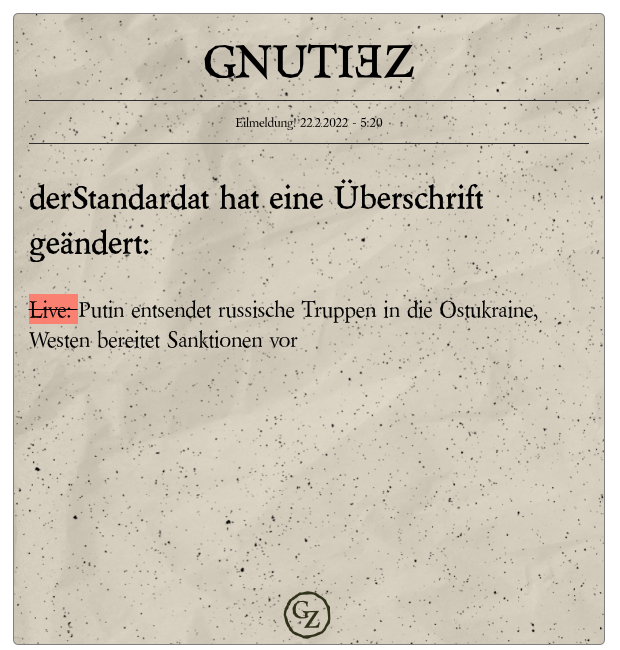 GNUTIEZ
Eilmeldung! 22.2.2022 - 5:20
derStandardat hat eine Überschrift
geändert:
Live: Putin entsendet russische Truppen in die Ostukraine,
Westen bereitet Sanktionen vor
GZ